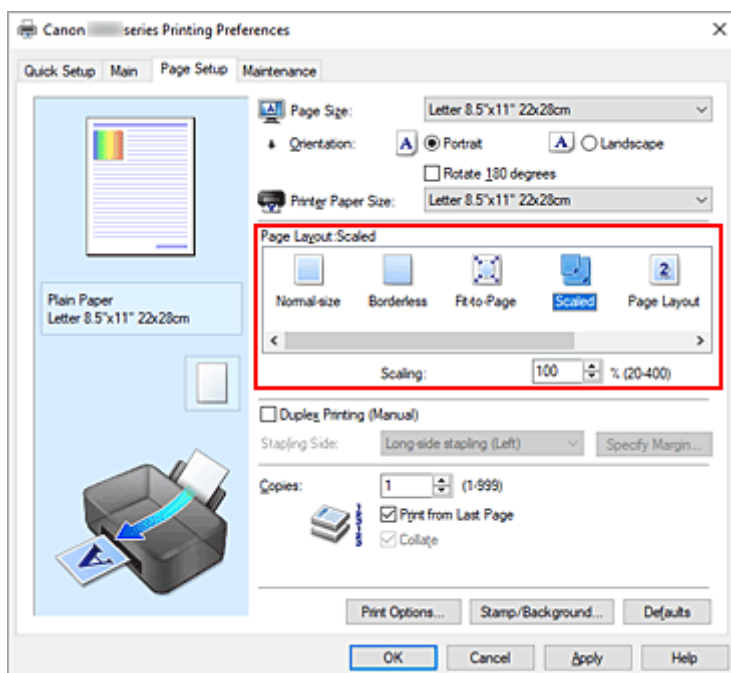 Canon series Printing Preferences
Quick Setup Main Page Setup Maintenance
Page Size: Letter 8.5"x11" 22x28cm
Orientation: A Portrait A Landscape
Rotate 180 degrees
Printer Paper Size: Letter 8.5"x11" 22x28cm
Page Layout:Scaled
2
Normal-size Borderless Fit-to-Page Scaled Page Layout
Plain Paper
Letter 8.5"x11" 22x28cm
Scaling: 100 % (20-400)
Duplex Printing (Manual)
Stapling Side: Long-side stapling (Left) Specify Margin...
Copies: 1 (1-999)
Print from Last Page
Collate
A
Print Options... Stamp/Background... Defaults
OK Cancel Apply Help